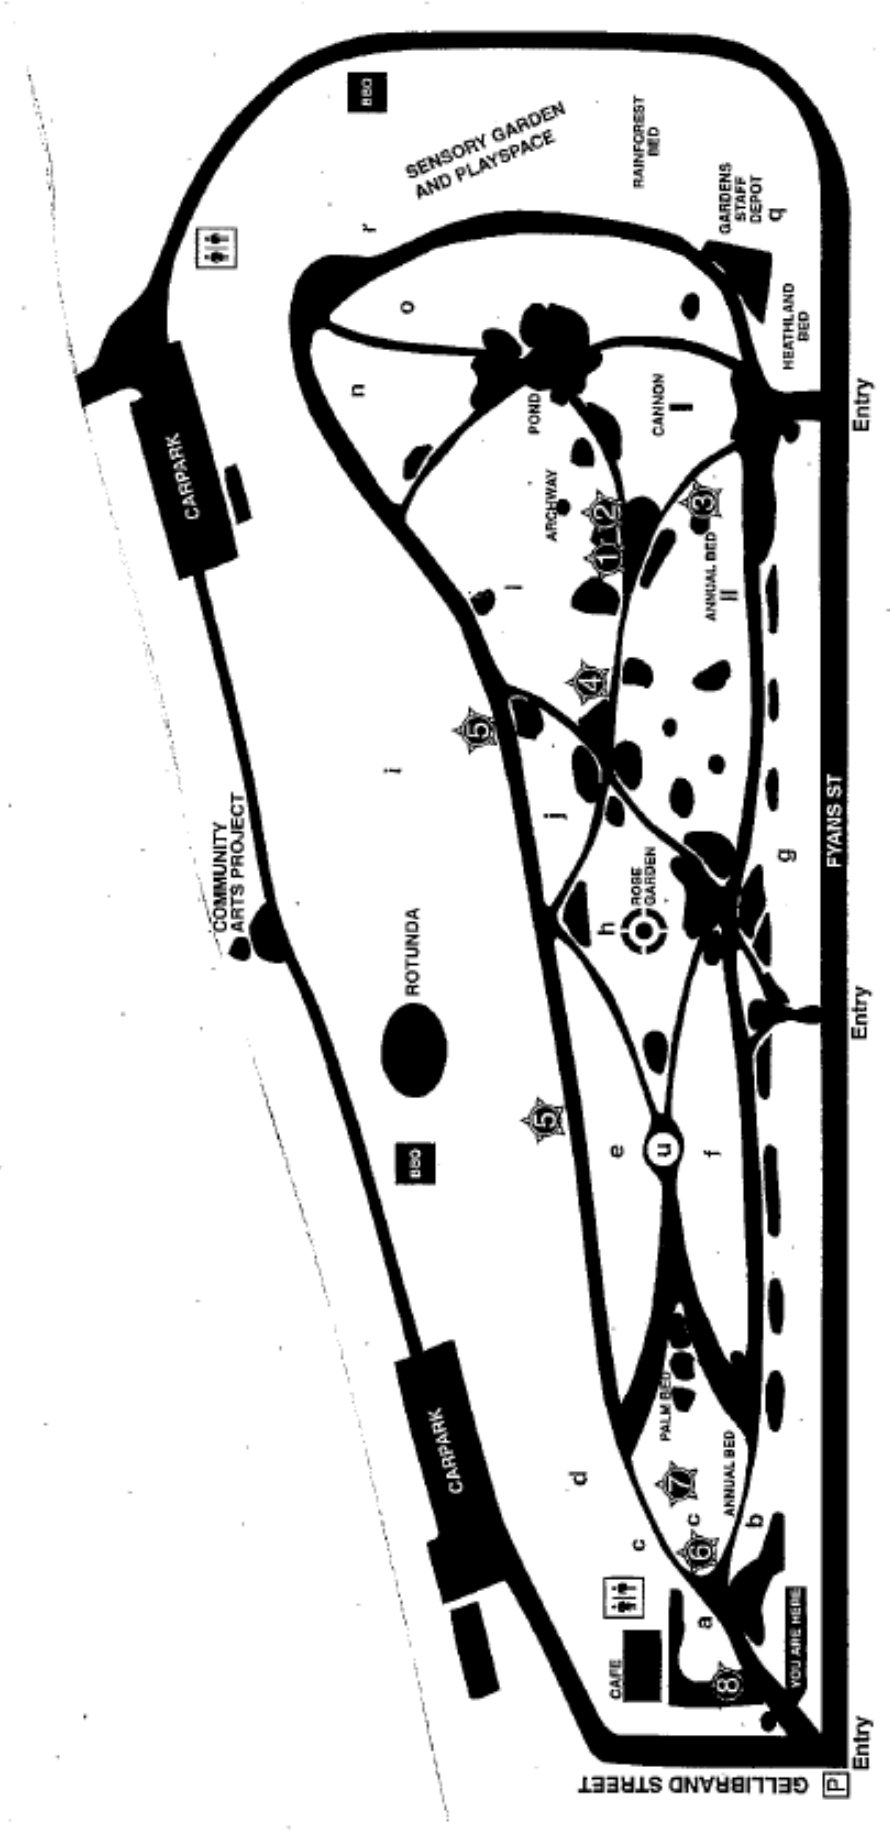 BBQ
SENSORY GARDEN
AND PLAYSPACE
RAINFOREST
BED
GARDENS
STAFF
DEPOT
q
r
HEATHLAND
BED
Entry
o
n
POND
CANNON
CARPARK
ARCHWAY
1
2
3
ANNUAL BED
l
4
5
i
j
COMMUNITY
ARTS PROJECT
ROTUNDA
h
ROSE
GARDEN
g
FYANS ST
Entry
5
BBQ
e
u
f
CARPARK
d
PALM BED
7
ANNUAL BED
c
c
6
b
a
CAFE
8
YOU ARE HERE
GELLIBRAND STREET
P
Entry